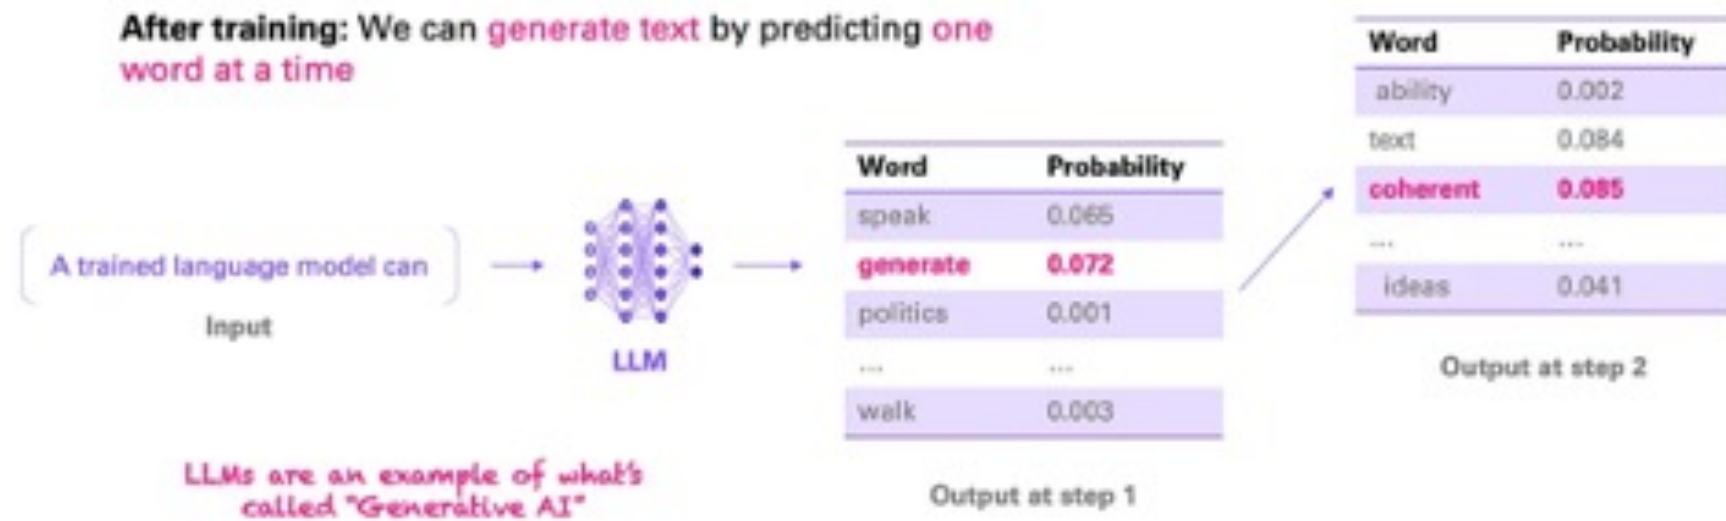 After training: We can generate text by predicting one
word at a time
A trained language model can
Input
LLM
Word Probability
speak 0.065
generate 0.072
politics 0.001
... ...
walk 0.003
Output at step 1
Word Probability
ability 0.002
text 0.084
coherent 0.085
... ...
ideas 0.041
Output at step 2
LLMs are an example of what's
called "Generative AI"